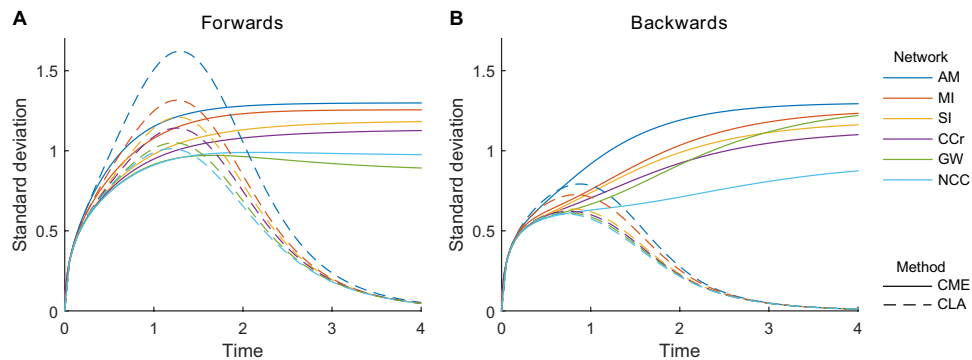 A
Forwards
Standard deviation
1.5
1
0.5
0
0
1
2
3
4
Time
B
Backwards
Standard deviation
1.5
1
0.5
0
0
1
2
3
4
Time
Network
AM
MI
SI
CCr
GW
NCC
Method
CME
CLA